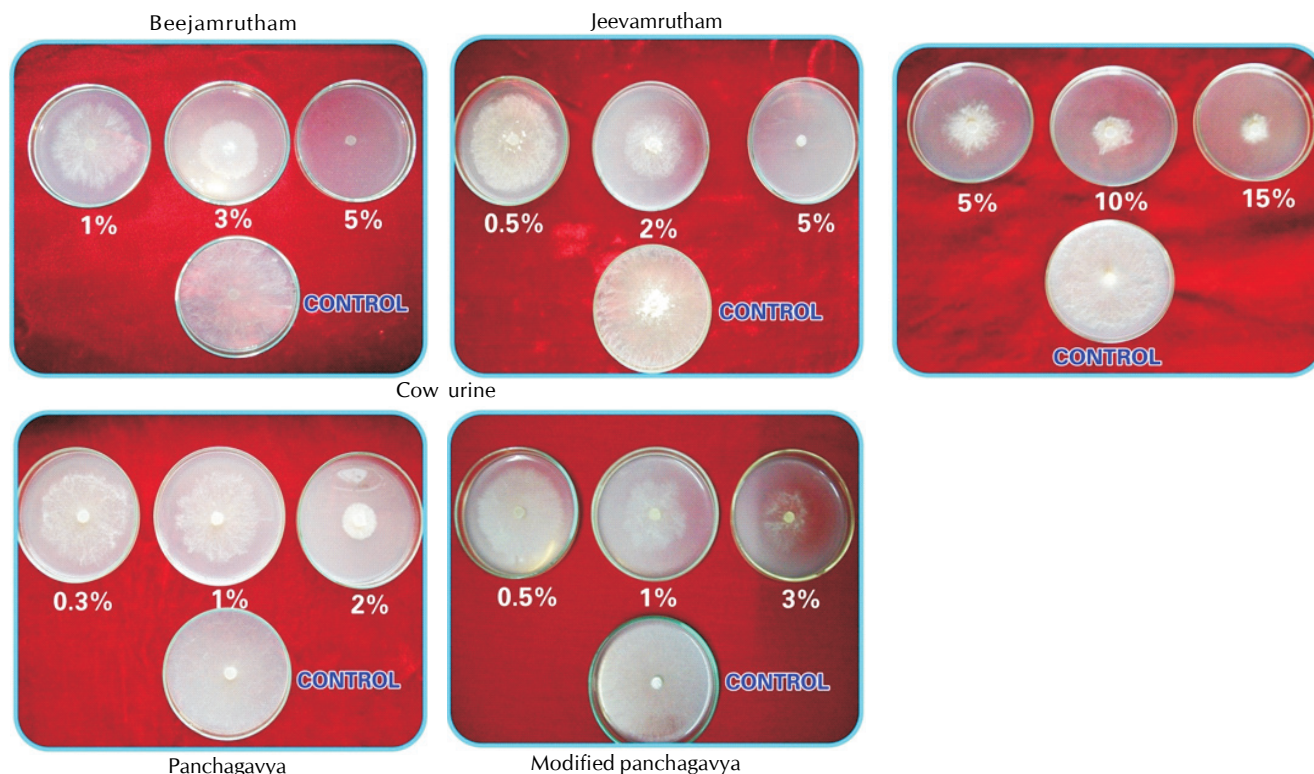 Beejamrutham
Jeevamrutham
1%
3%
5%
CONTROL
0.5%
2%
5%
CONTROL
5%
10%
15%
CONTROL
Cow urine
0.3%
1%
2%
CONTROL
0.5%
1%
3%
CONTROL
Panchagavya
Modified panchagavya